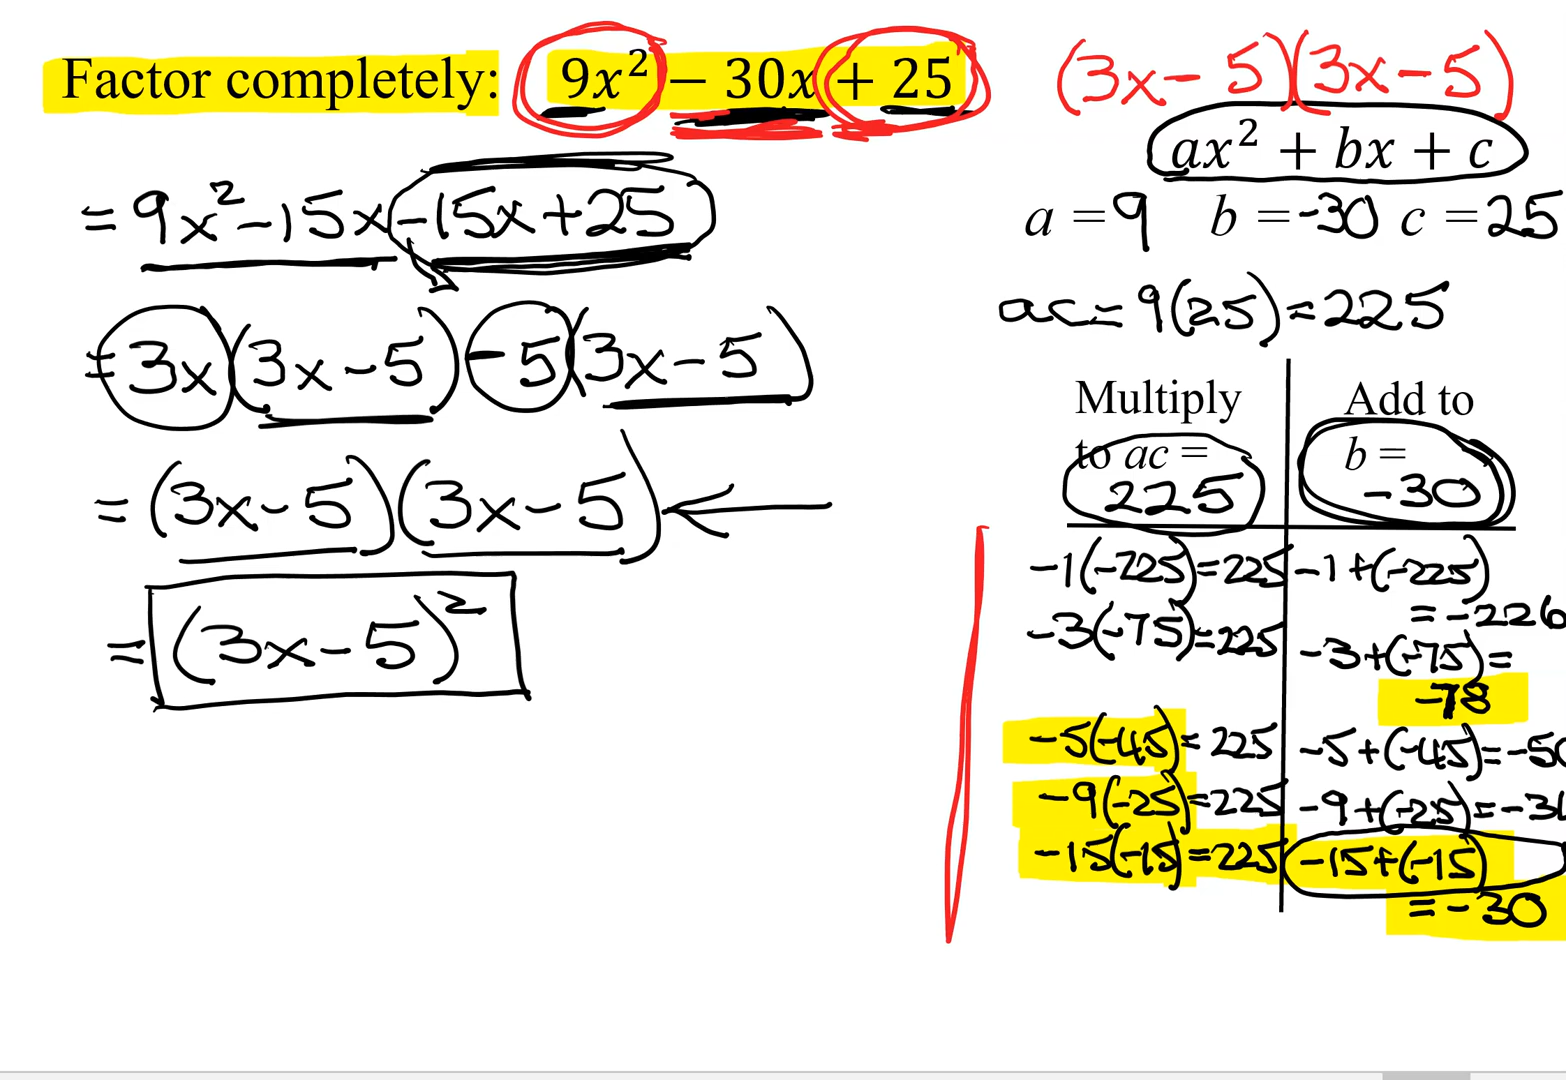 Factor completely: 9x² − 30x + 25
(3x − 5)(3x − 5)
ax² + bx + c
= 9x² − 15x − 15x + 25
a = 9 b = −30 c = 25
ac = 9(25) = 225
= 3x(3x − 5) − 5(3x − 5)
Multiply to ac = 225
Add to b = −30
= (3x − 5)(3x − 5)
−1(−225) = 225 −1 + (−225)
= −226
= (3x − 5)²
−3(−75) = 225 −3 + (−75) =
−78
−5(−45) = 225 −5 + (−45) = −50
−9(−25) = 225 −9 + (−25) = −3
−15(−15) = 225 −15 + (−15)
= −30